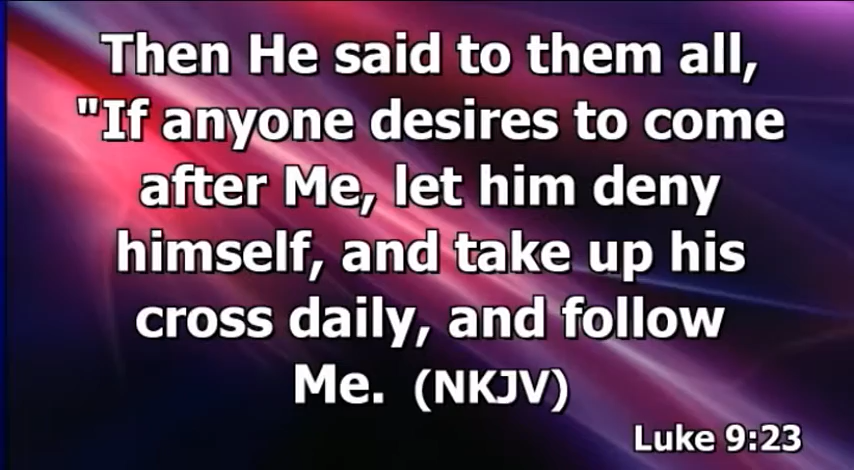 Then He said to them all,
"If anyone desires to come
after Me, let him deny
himself, and take up his
cross daily, and follow
Me. (NKJV)
Luke 9:23